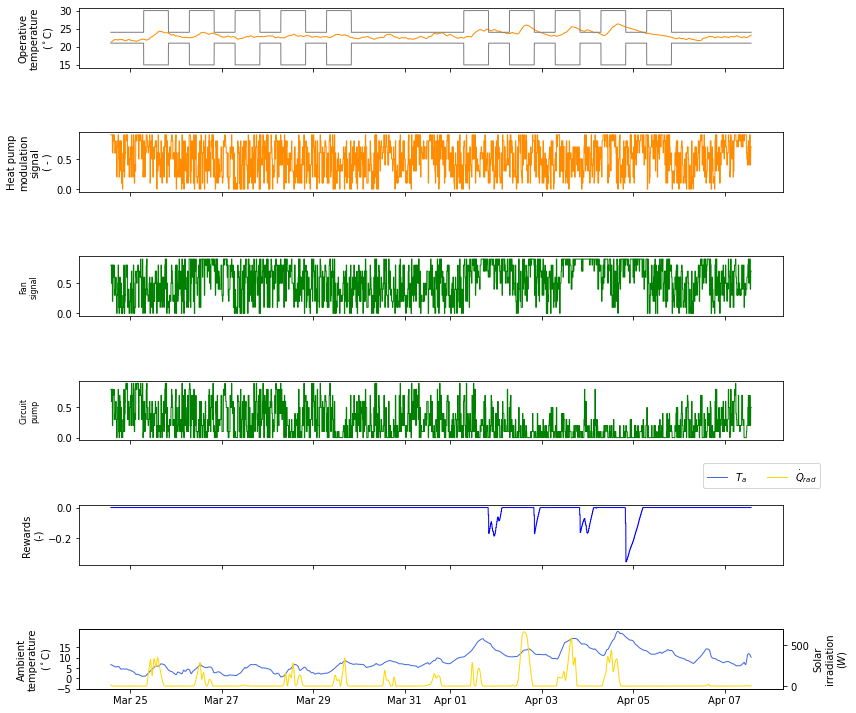 Operative
temperature
(°C)
30
25
20
15
Heat pump
modulation
signal
( - )
0.5
0.0
Fan
signal
0.5
0.0
Circuit
pump
0.5
0.0
T_a Q̇_rad
Rewards
(-)
0.0
−0.2
Ambient
temperature
(°C)
15
10
5
0
−5
500
0
Solar
irradiation
(W)
Mar 25 Mar 27 Mar 29 Mar 31 Apr 01 Apr 03 Apr 05 Apr 07